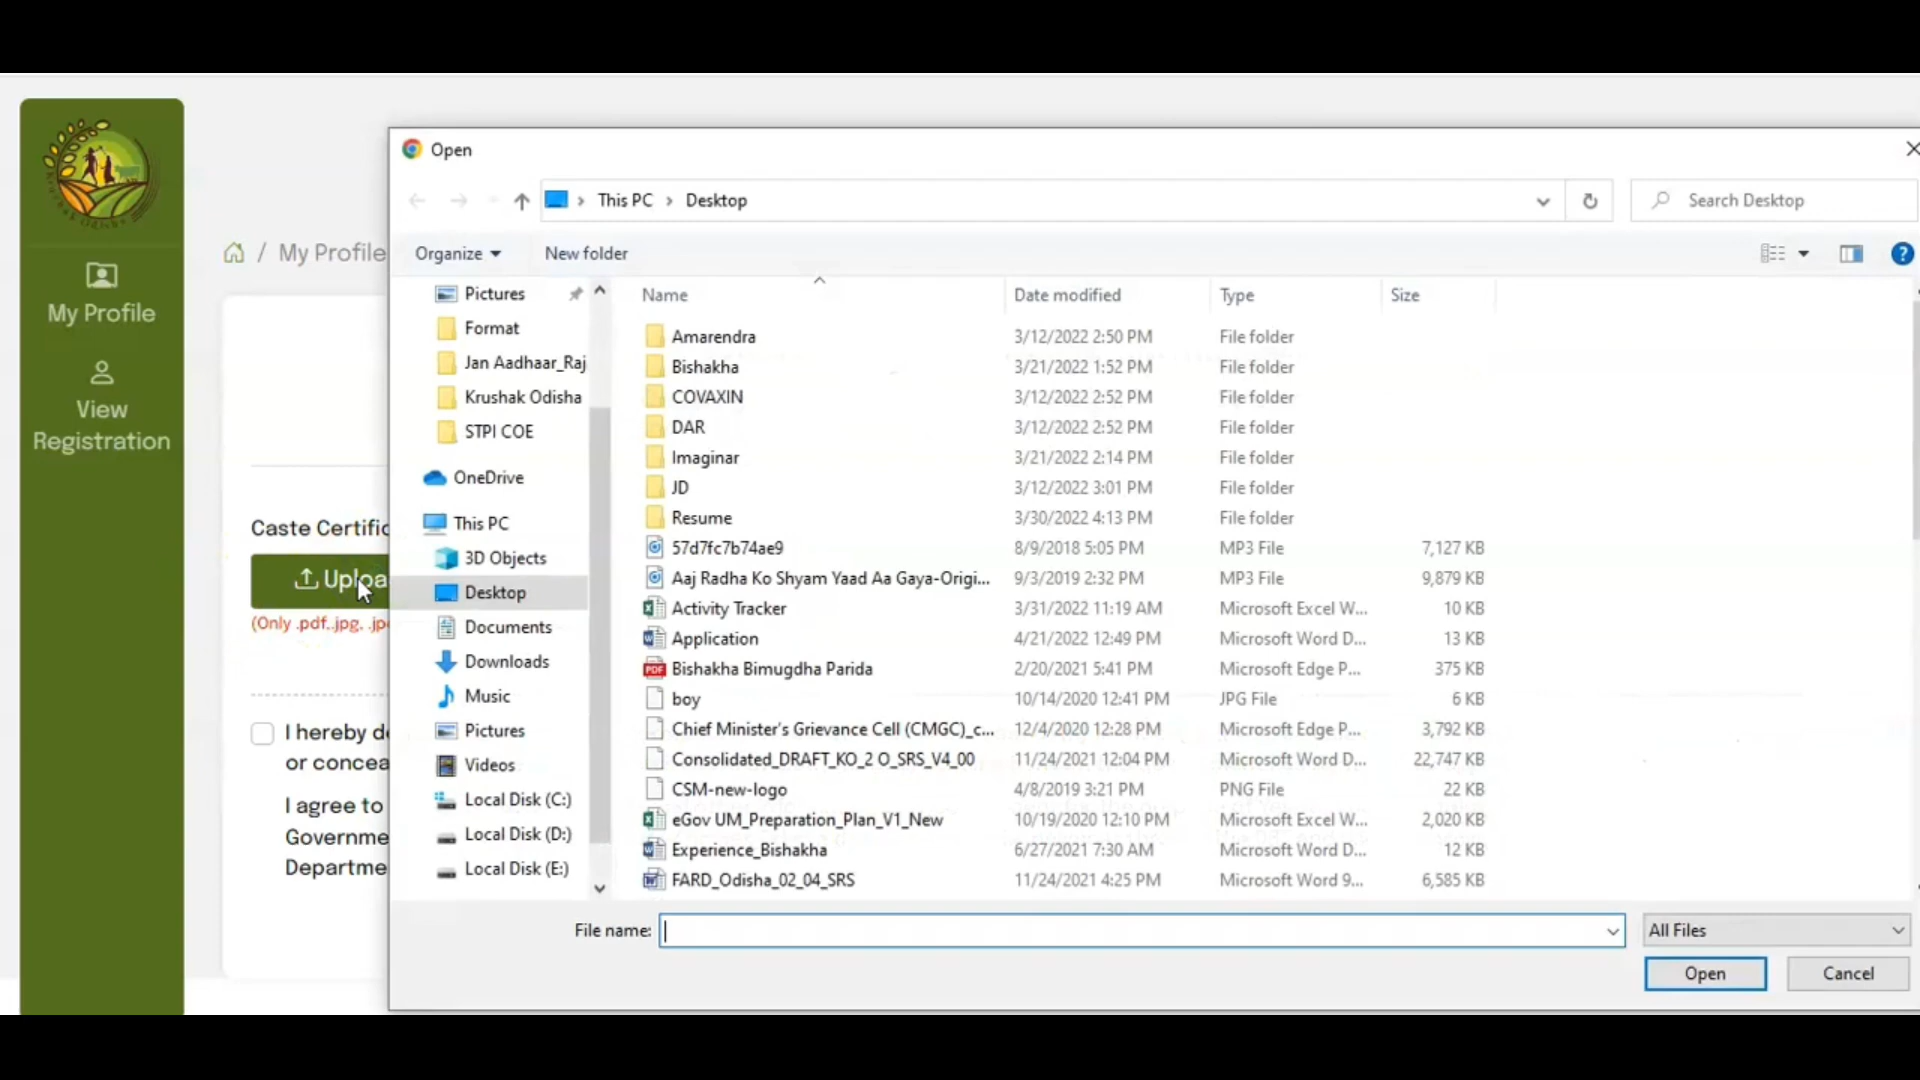 My Profile
View
Registration
/ My Profile
Caste Certific
Uploa
(Only .pdf,.jpg, .jpe
I hereby de
or concea
I agree to
Governme
Departme
Open
This PC > Desktop
Search Desktop
Organize
New folder
Pictures
Format
Jan Aadhaar_Raj
Krushak Odisha
STPI COE
OneDrive
This PC
3D Objects
Desktop
Documents
Downloads
Music
Pictures
Videos
Local Disk (C:)
Local Disk (D:)
Local Disk (E:)
Name Date modified Type Size
Amarendra 3/12/2022 2:50 PM File folder
Bishakha 3/21/2022 1:52 PM File folder
COVAXIN 3/12/2022 2:52 PM File folder
DAR 3/12/2022 2:52 PM File folder
Imaginar 3/21/2022 2:14 PM File folder
JD 3/12/2022 3:01 PM File folder
Resume 3/30/2022 4:13 PM File folder
57d7fc7b74ae9 8/9/2018 5:05 PM MP3 File 7,127 KB
Aaj Radha Ko Shyam Yaad Aa Gaya-Origi... 9/3/2019 2:32 PM MP3 File 9,879 KB
Activity Tracker 3/31/2022 11:19 AM Microsoft Excel W... 10 KB
Application 4/21/2022 12:49 PM Microsoft Word D... 13 KB
Bishakha Bimugdha Parida 2/20/2021 5:41 PM Microsoft Edge P... 375 KB
boy 10/14/2020 12:41 PM JPG File 6 KB
Chief Minister's Grievance Cell (CMGC)_c... 12/4/2020 12:28 PM Microsoft Edge P... 3,792 KB
Consolidated_DRAFT_KO_2 O_SRS_V4_00 11/24/2021 12:04 PM Microsoft Word D... 22,747 KB
CSM-new-logo 4/8/2019 3:21 PM PNG File 22 KB
eGov UM_Preparation_Plan_V1_New 10/19/2020 12:10 PM Microsoft Excel W... 2,020 KB
Experience_Bishakha 6/27/2021 7:30 AM Microsoft Word D... 12 KB
FARD_Odisha_02_04_SRS 11/24/2021 4:25 PM Microsoft Word 9... 6,585 KB
File name:
All Files
Open
Cancel